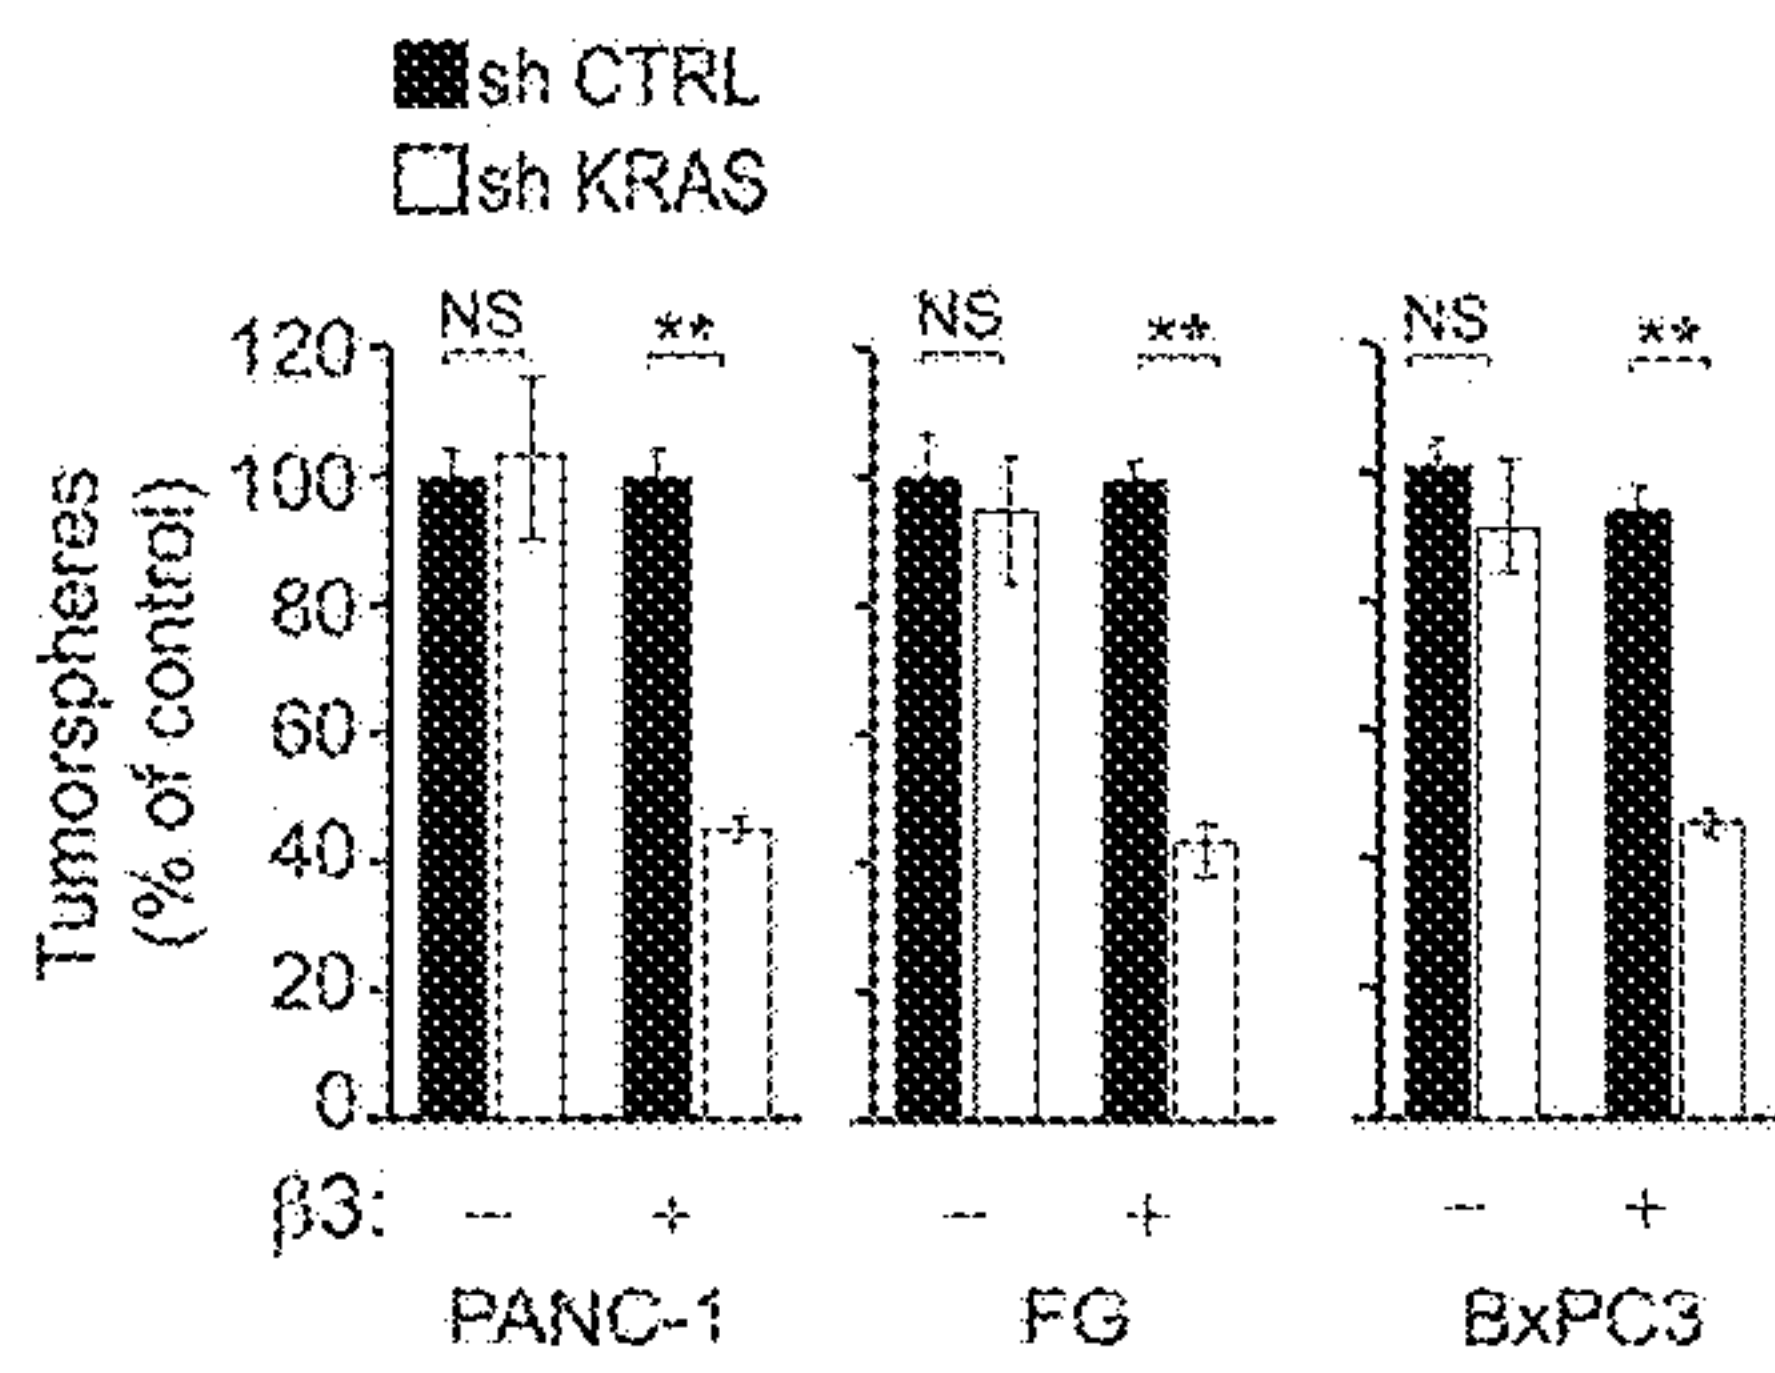 sh CTRL
sh KRAS
NS ** NS ** NS **
120
100
80
60
40
20
0
Tumorspheres
(% of control)
β3: − + − + − +
PANC-1 FG BxPC3